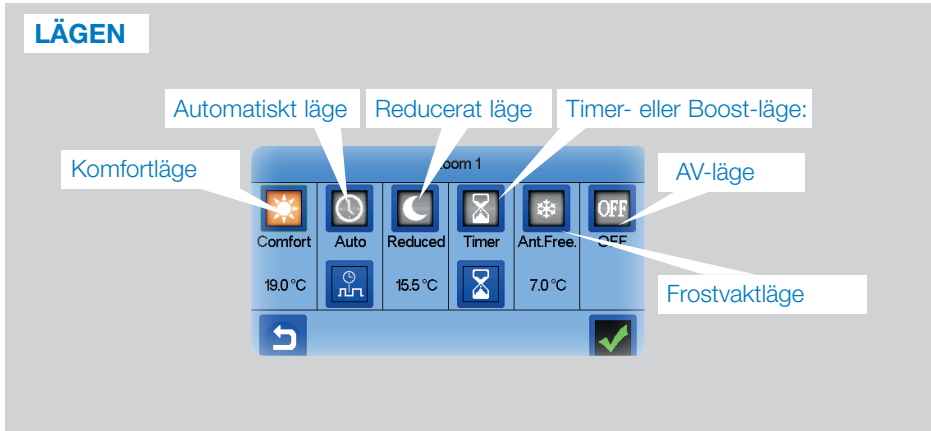 LÄGEN
Automatiskt läge
Reducerat läge
Timer- eller Boost-läge:
Komfortläge
AV-läge
oom 1
OFF
Comfort
Auto
Reduced
Timer
Ant.Free.
OFF
19.0 °C
15.5 °C
7.0 °C
Frostvaktläge